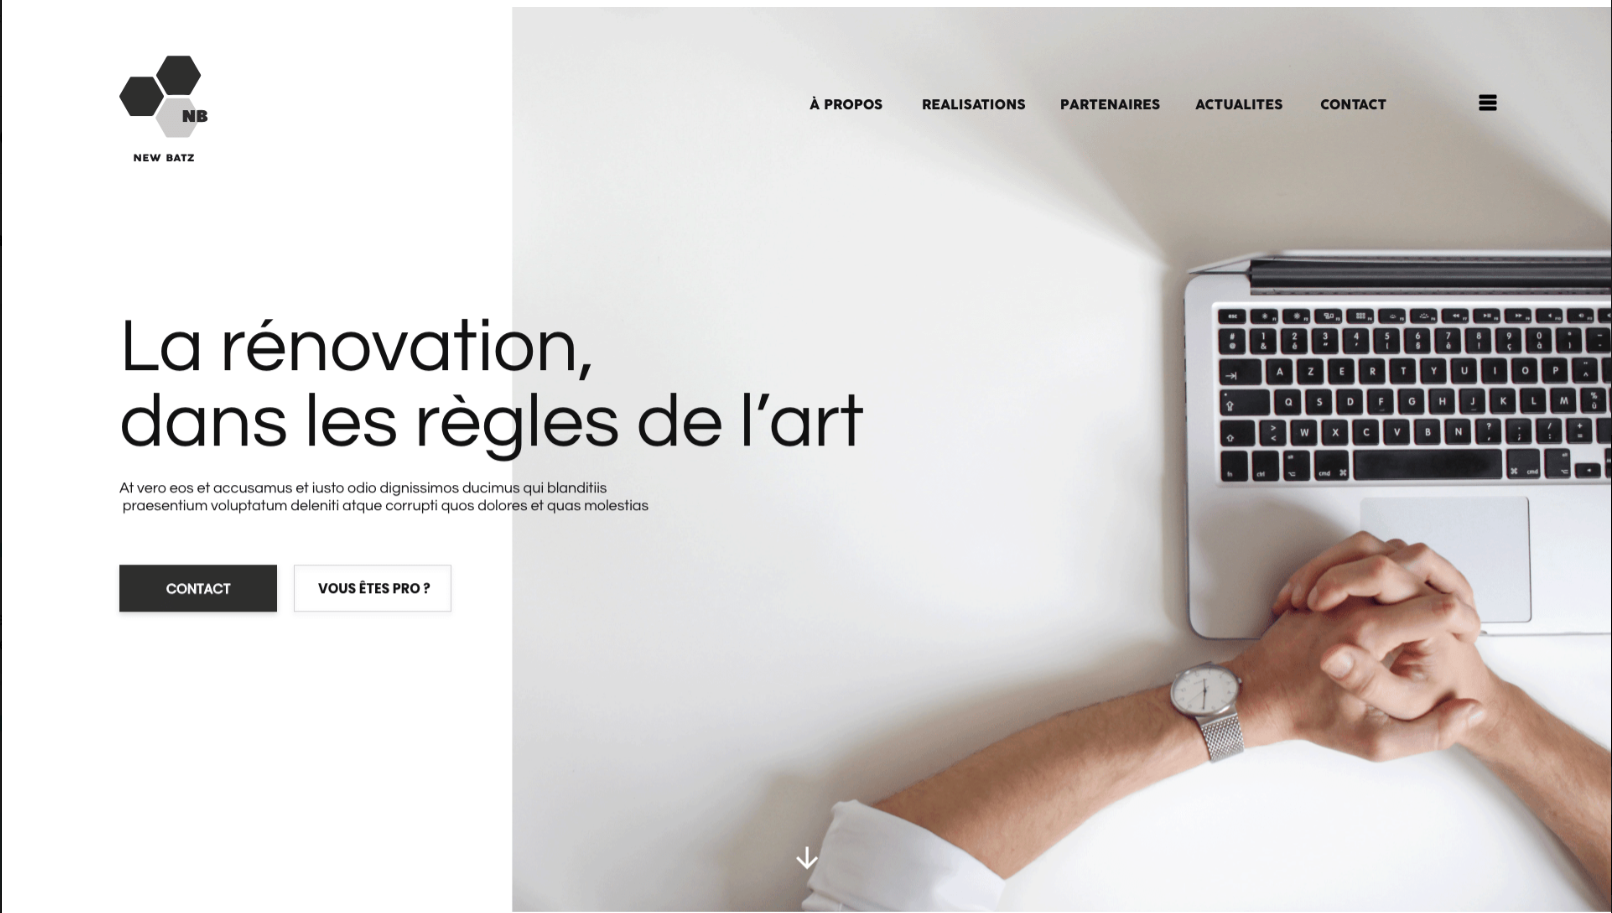 NB
NEW BATZ
À PROPOS REALISATIONS PARTENAIRES ACTUALITES CONTACT
La rénovation,
dans les règles de l’art
At vero eos et accusamus et iusto odio dignissimos ducimus qui blanditiis
praesentium voluptatum deleniti atque corrupti quos dolores et quas molestias
CONTACT VOUS ÊTES PRO ?
A Z E R T Y U I O P
Q S D F G H J K L M
W X C V B N
cmd cmd